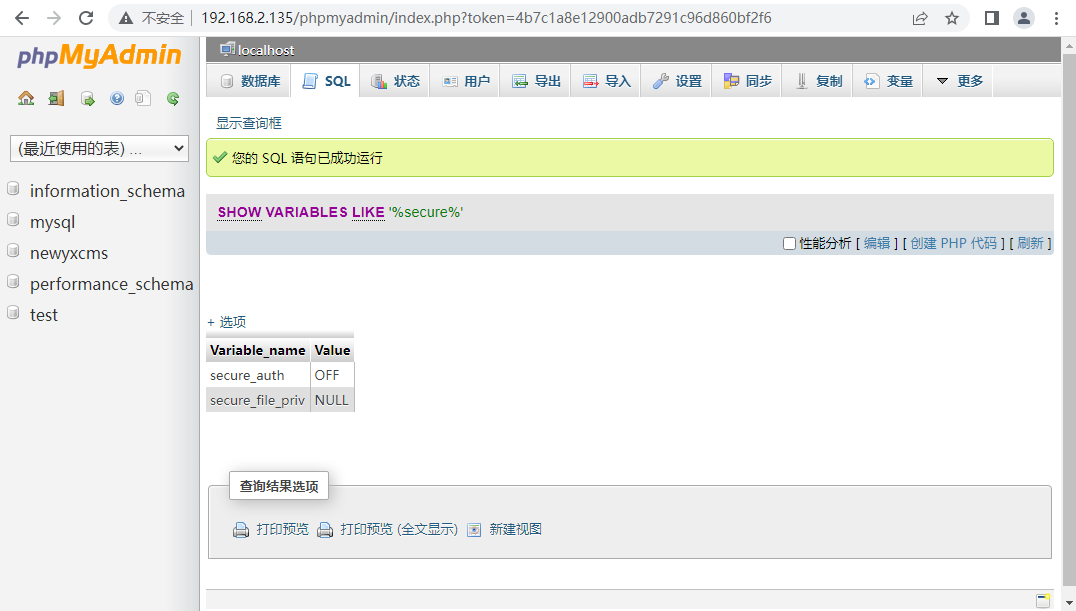 不安全 192.168.2.135/phpmyadmin/index.php?token=4b7c1a8e12900adb7291c96d860bf2f6
phpMyAdmin
(最近使用的表) ...
information_schema
mysql
newyxcms
performance_schema
test
localhost
数据库 SQL 状态 用户 导出 导入 设置 同步 复制 变量 更多
显示查询框
您的 SQL 语句已成功运行
SHOW VARIABLES LIKE '%secure%'
性能分析 [ 编辑 ] [ 创建 PHP 代码 ] [ 刷新 ]
+ 选项
Variable_name Value
secure_auth OFF
secure_file_priv NULL
查询结果选项
打印预览 打印预览 (全文显示) 新建视图